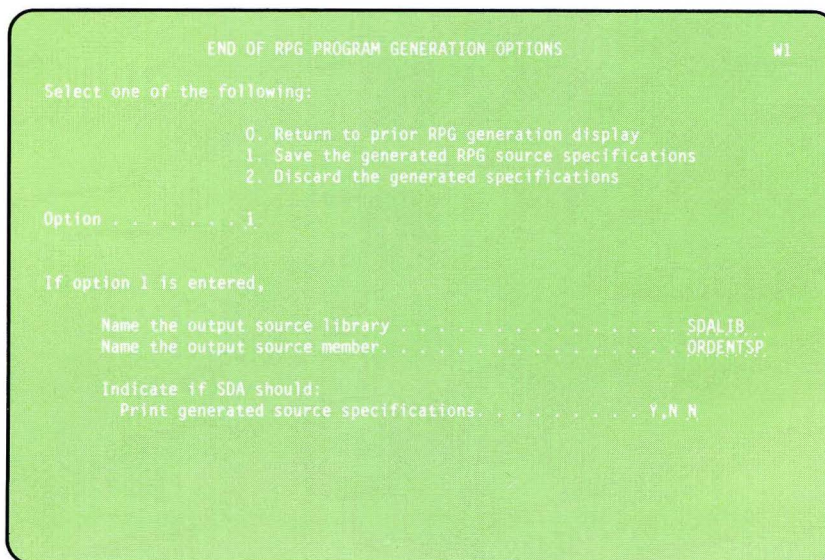 END OF RPG PROGRAM GENERATION OPTIONS W1
Select one of the following:
0. Return to prior RPG generation display
1. Save the generated RPG source specifications
2. Discard the generated specifications
Option . . . . . . . 1
If option 1 is entered,
Name the output source library . . . . . . . . . . . . . . . . SDALIB
Name the output source member. . . . . . . . . . . . . . . . . ORDENTSP
Indicate if SDA should:
Print generated source specifications. . . . . . . . . . Y,N N